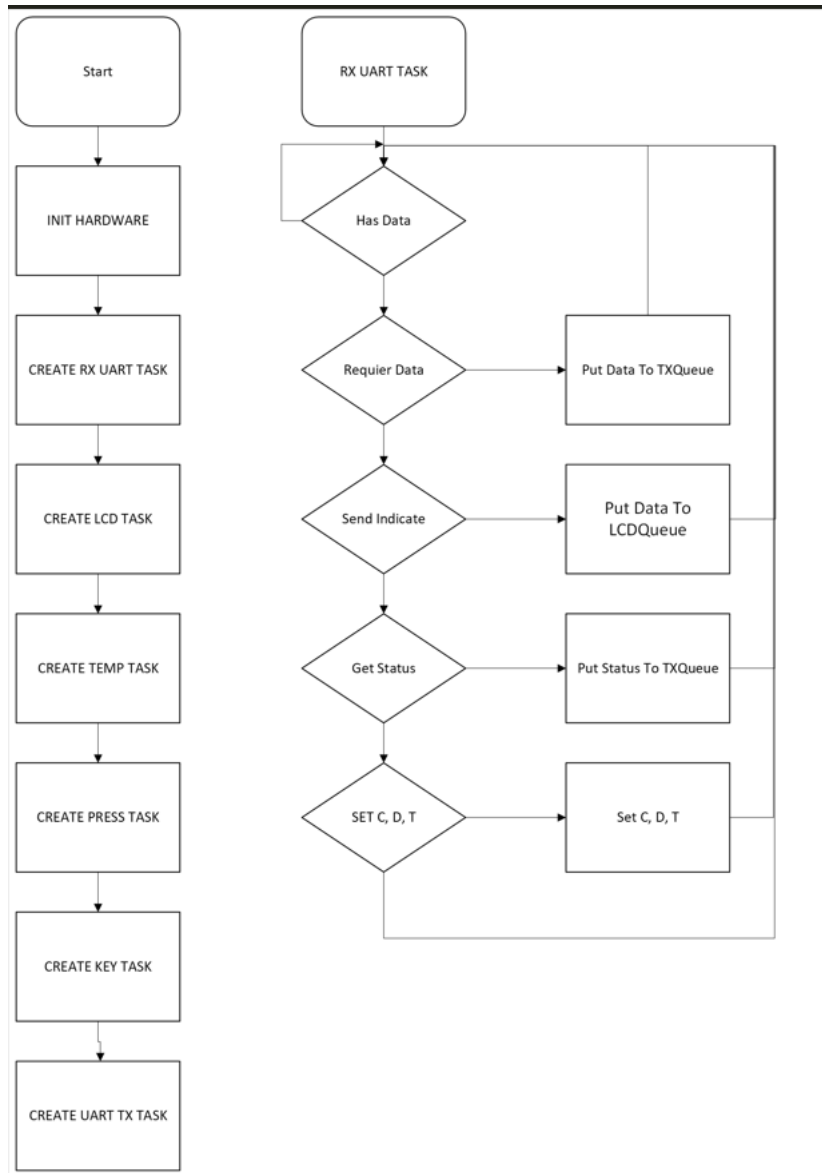 Start
INIT HARDWARE
CREATE RX UART TASK
CREATE LCD TASK
CREATE TEMP TASK
CREATE PRESS TASK
CREATE KEY TASK
CREATE UART TX TASK
RX UART TASK
Has Data
Requier Data
Put Data To TXQueue
Send Indicate
Put Data To
LCDQueue
Get Status
Put Status To TXQueue
SET C, D, T
Set C, D, T